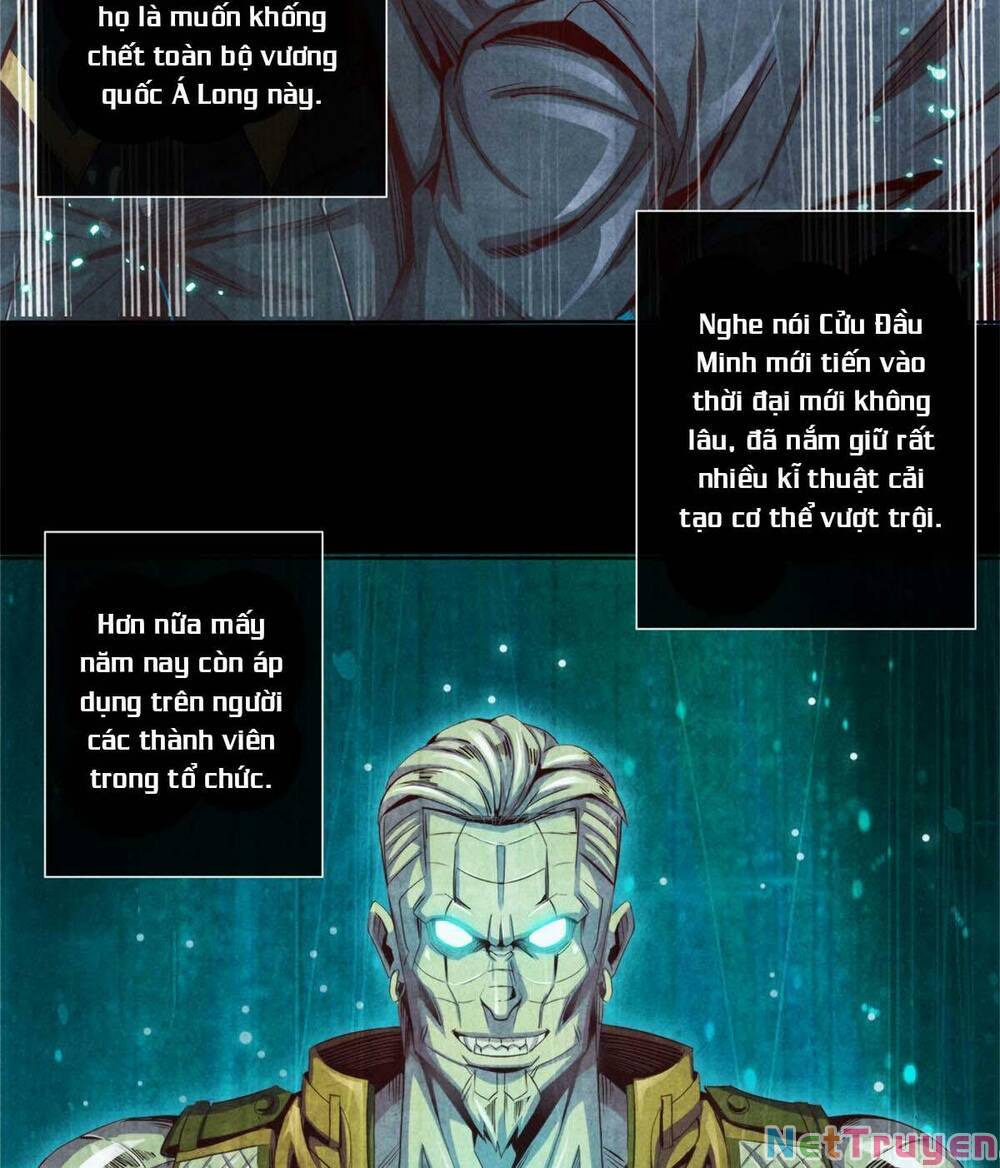 họ là muốn khống
chết toàn bộ vương
quốc Á Long này.
Nghe nói Cửu Đầu
Minh mới tiến vào
thời đại mới không
lâu, đã nắm giữ rất
nhiều kĩ thuật cải
tạo cơ thể vượt trội.
Hơn nữa mấy
năm nay còn áp
dụng trên người
các thành viên
trong tổ chức.
NetTruyen